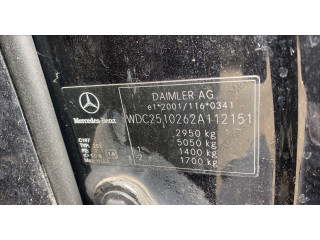 DAIMLER AG
e1*2001/116*0341
WDC2510262A112151
Mercedes-Benz
2950 kg
5050 kg
1 1400 kg
2 1700 kg